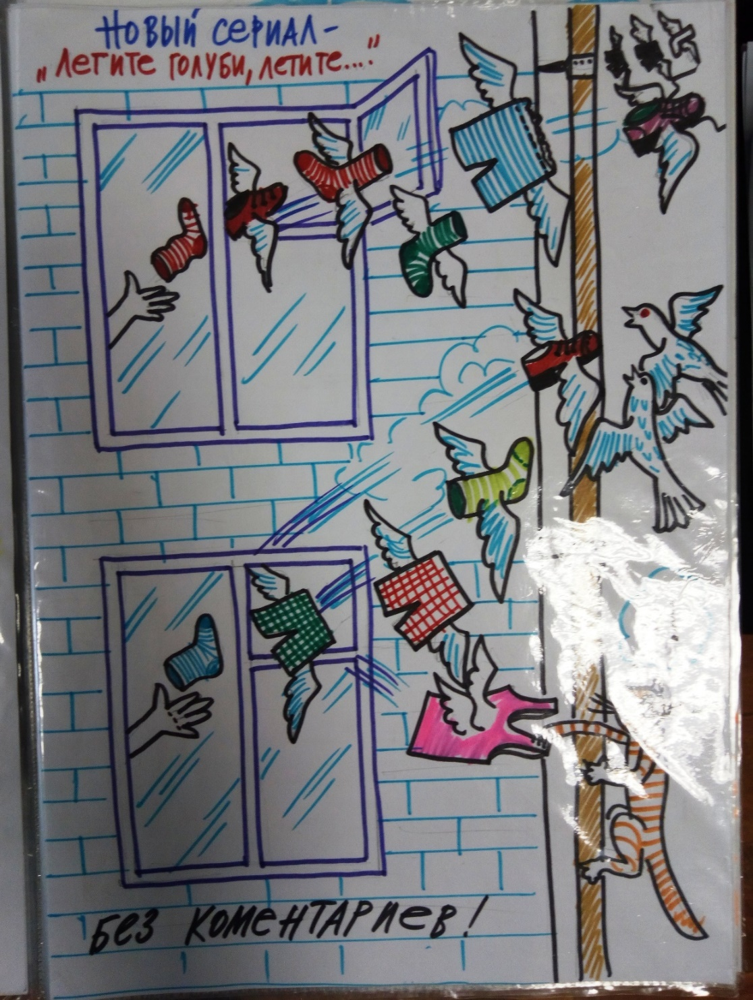 Новый сериал -
„Летите голуби, летите...."
Без коментариев!